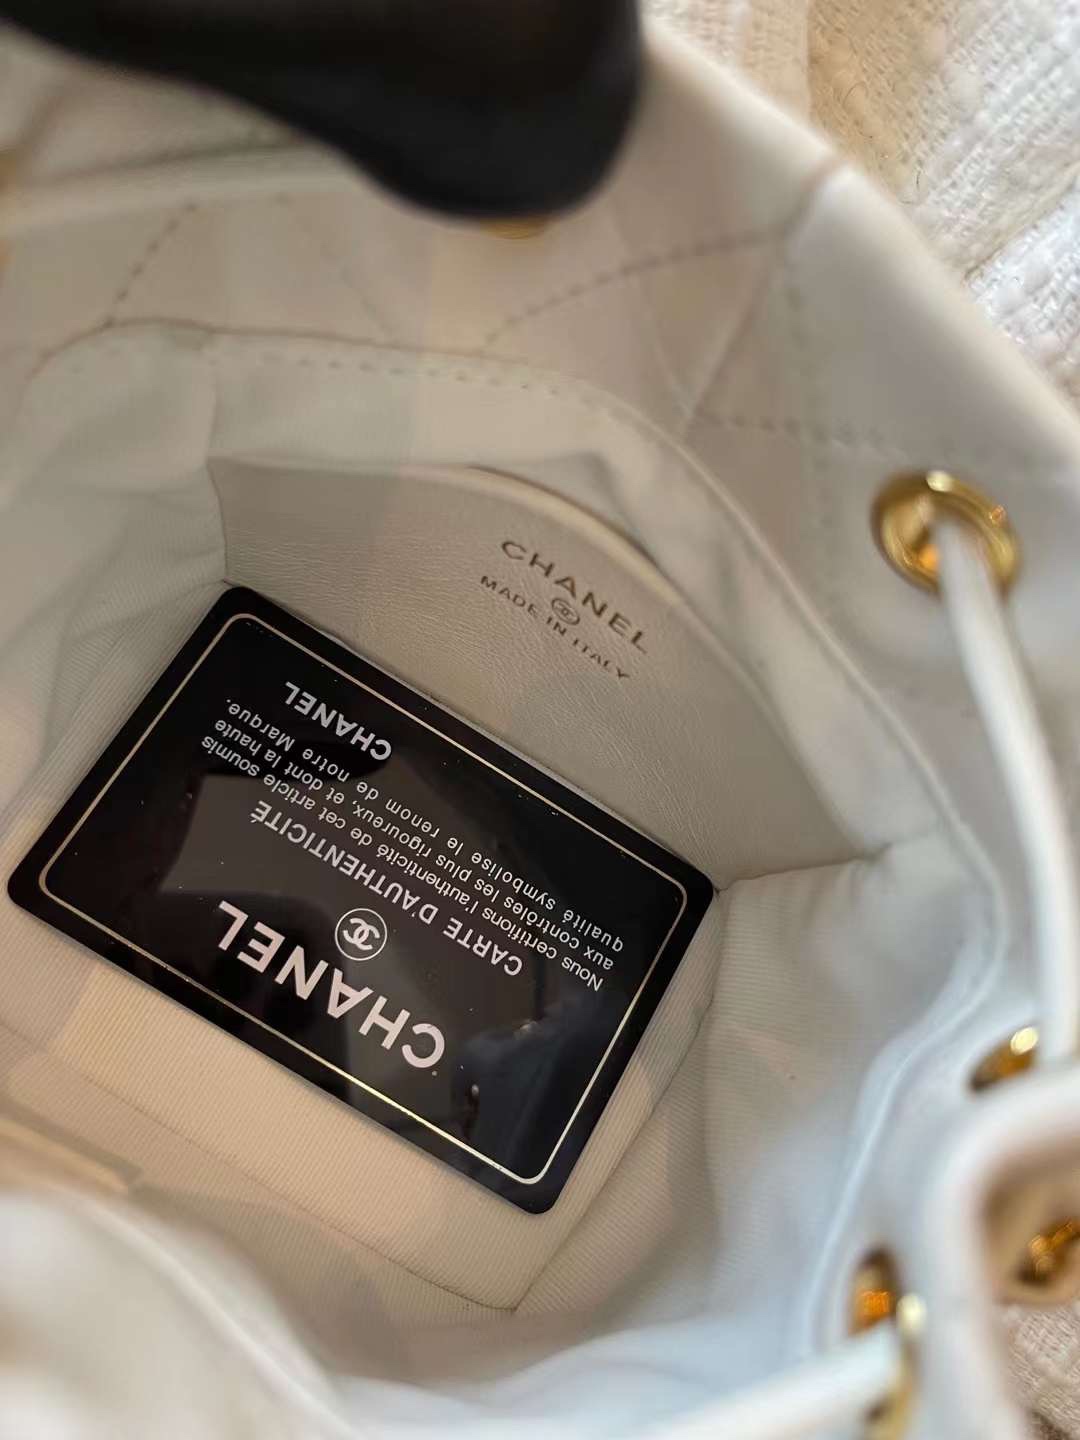 CHANEL
MADE IN ITALY
CHANEL
CARTE D'AUTHENTICITÉ
Nous certifions l'authenticité de cet article soumis
aux contrôles les plus rigoureux, et dont la haute
qualité symbolise le renom de notre Marque.
CHANEL